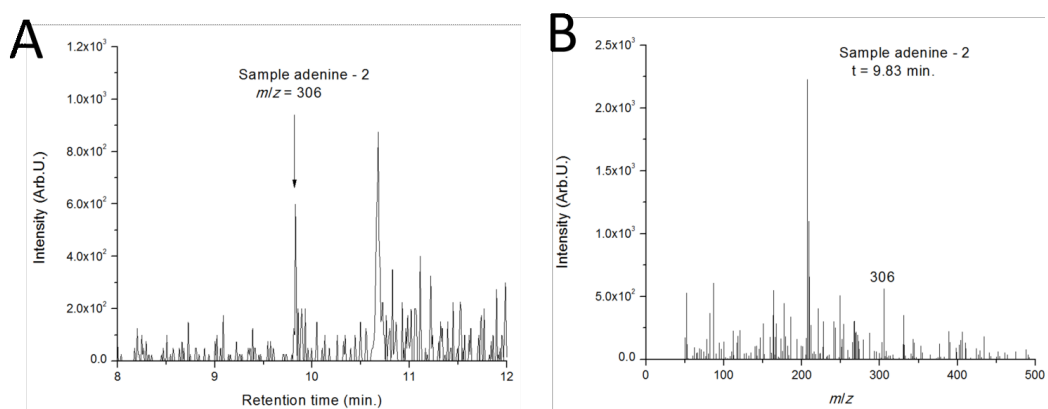 A
1.2x10³
1.0x10³
8.0x10²
6.0x10²
4.0x10²
2.0x10²
0.0
Intensity (Arb.U.)
Sample adenine - 2
m/z = 306
8 9 10 11 12
Retention time (min.)
B
2.5x10³
2.0x10³
1.5x10³
1.0x10³
5.0x10²
0.0
Intensity (Arb.U.)
Sample adenine - 2
t = 9.83 min.
306
0 100 200 300 400 500
m/z